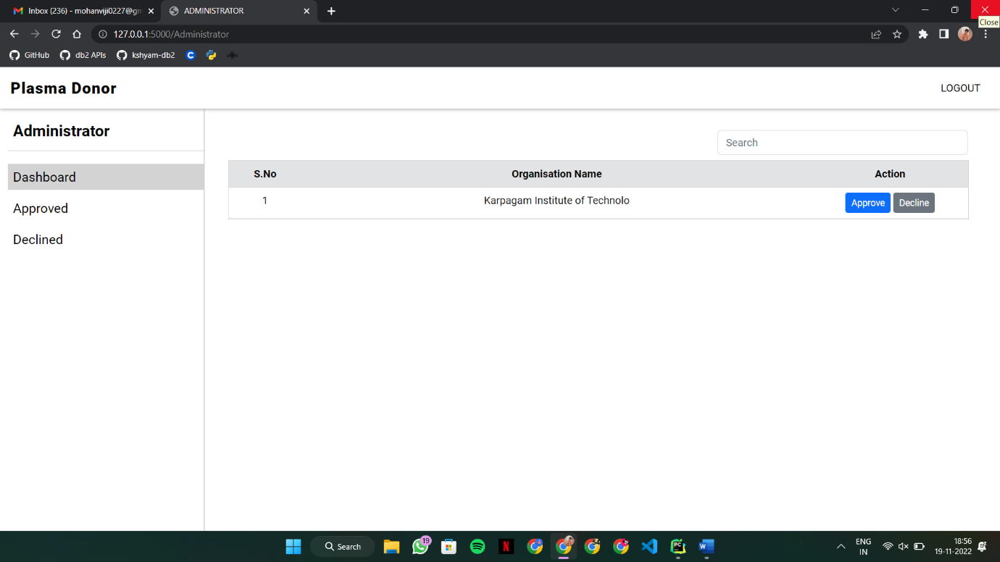 Inbox (236) - mohanviji0227@gm
ADMINISTRATOR
Close
127.0.0.1:5000/Administrator
GitHub
db2 APIs
kshyam-db2
Plasma Donor
LOGOUT
Administrator
Dashboard
Approved
Declined
Search
S.No Organisation Name Action
1 Karpagam Institute of Technolo Approve Decline
Search
19
ENG
IN
18:56
19-11-2022